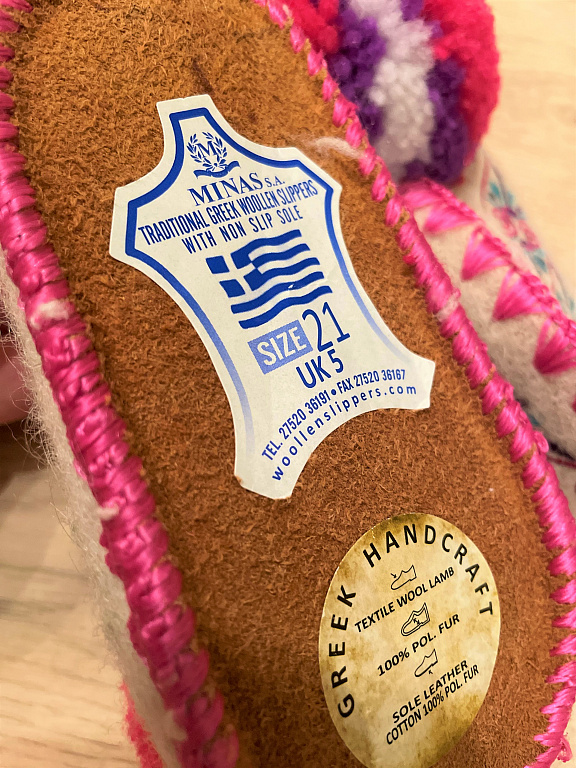 M
MINAS S.A.
TRADITIONAL GREEK WOOLEN SLIPPERS
WITH NON SLIP SOLE
SIZE 21
UK 5
TEL. 27520 36191 • FAX 27520 36167
woollenslippers.com
GREEK HANDCRAFT
TEXTILE WOOL LAMB
100% POL. FUR
SOLE LEATHER
COTTON 100% POL. FUR